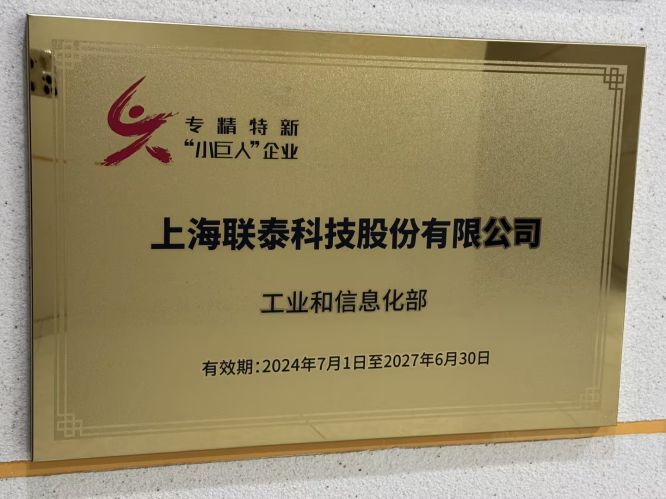 专精特新
“小巨人”企业
上海联泰科技股份有限公司
工业和信息化部
有效期：2024年7月1日至2027年6月30日